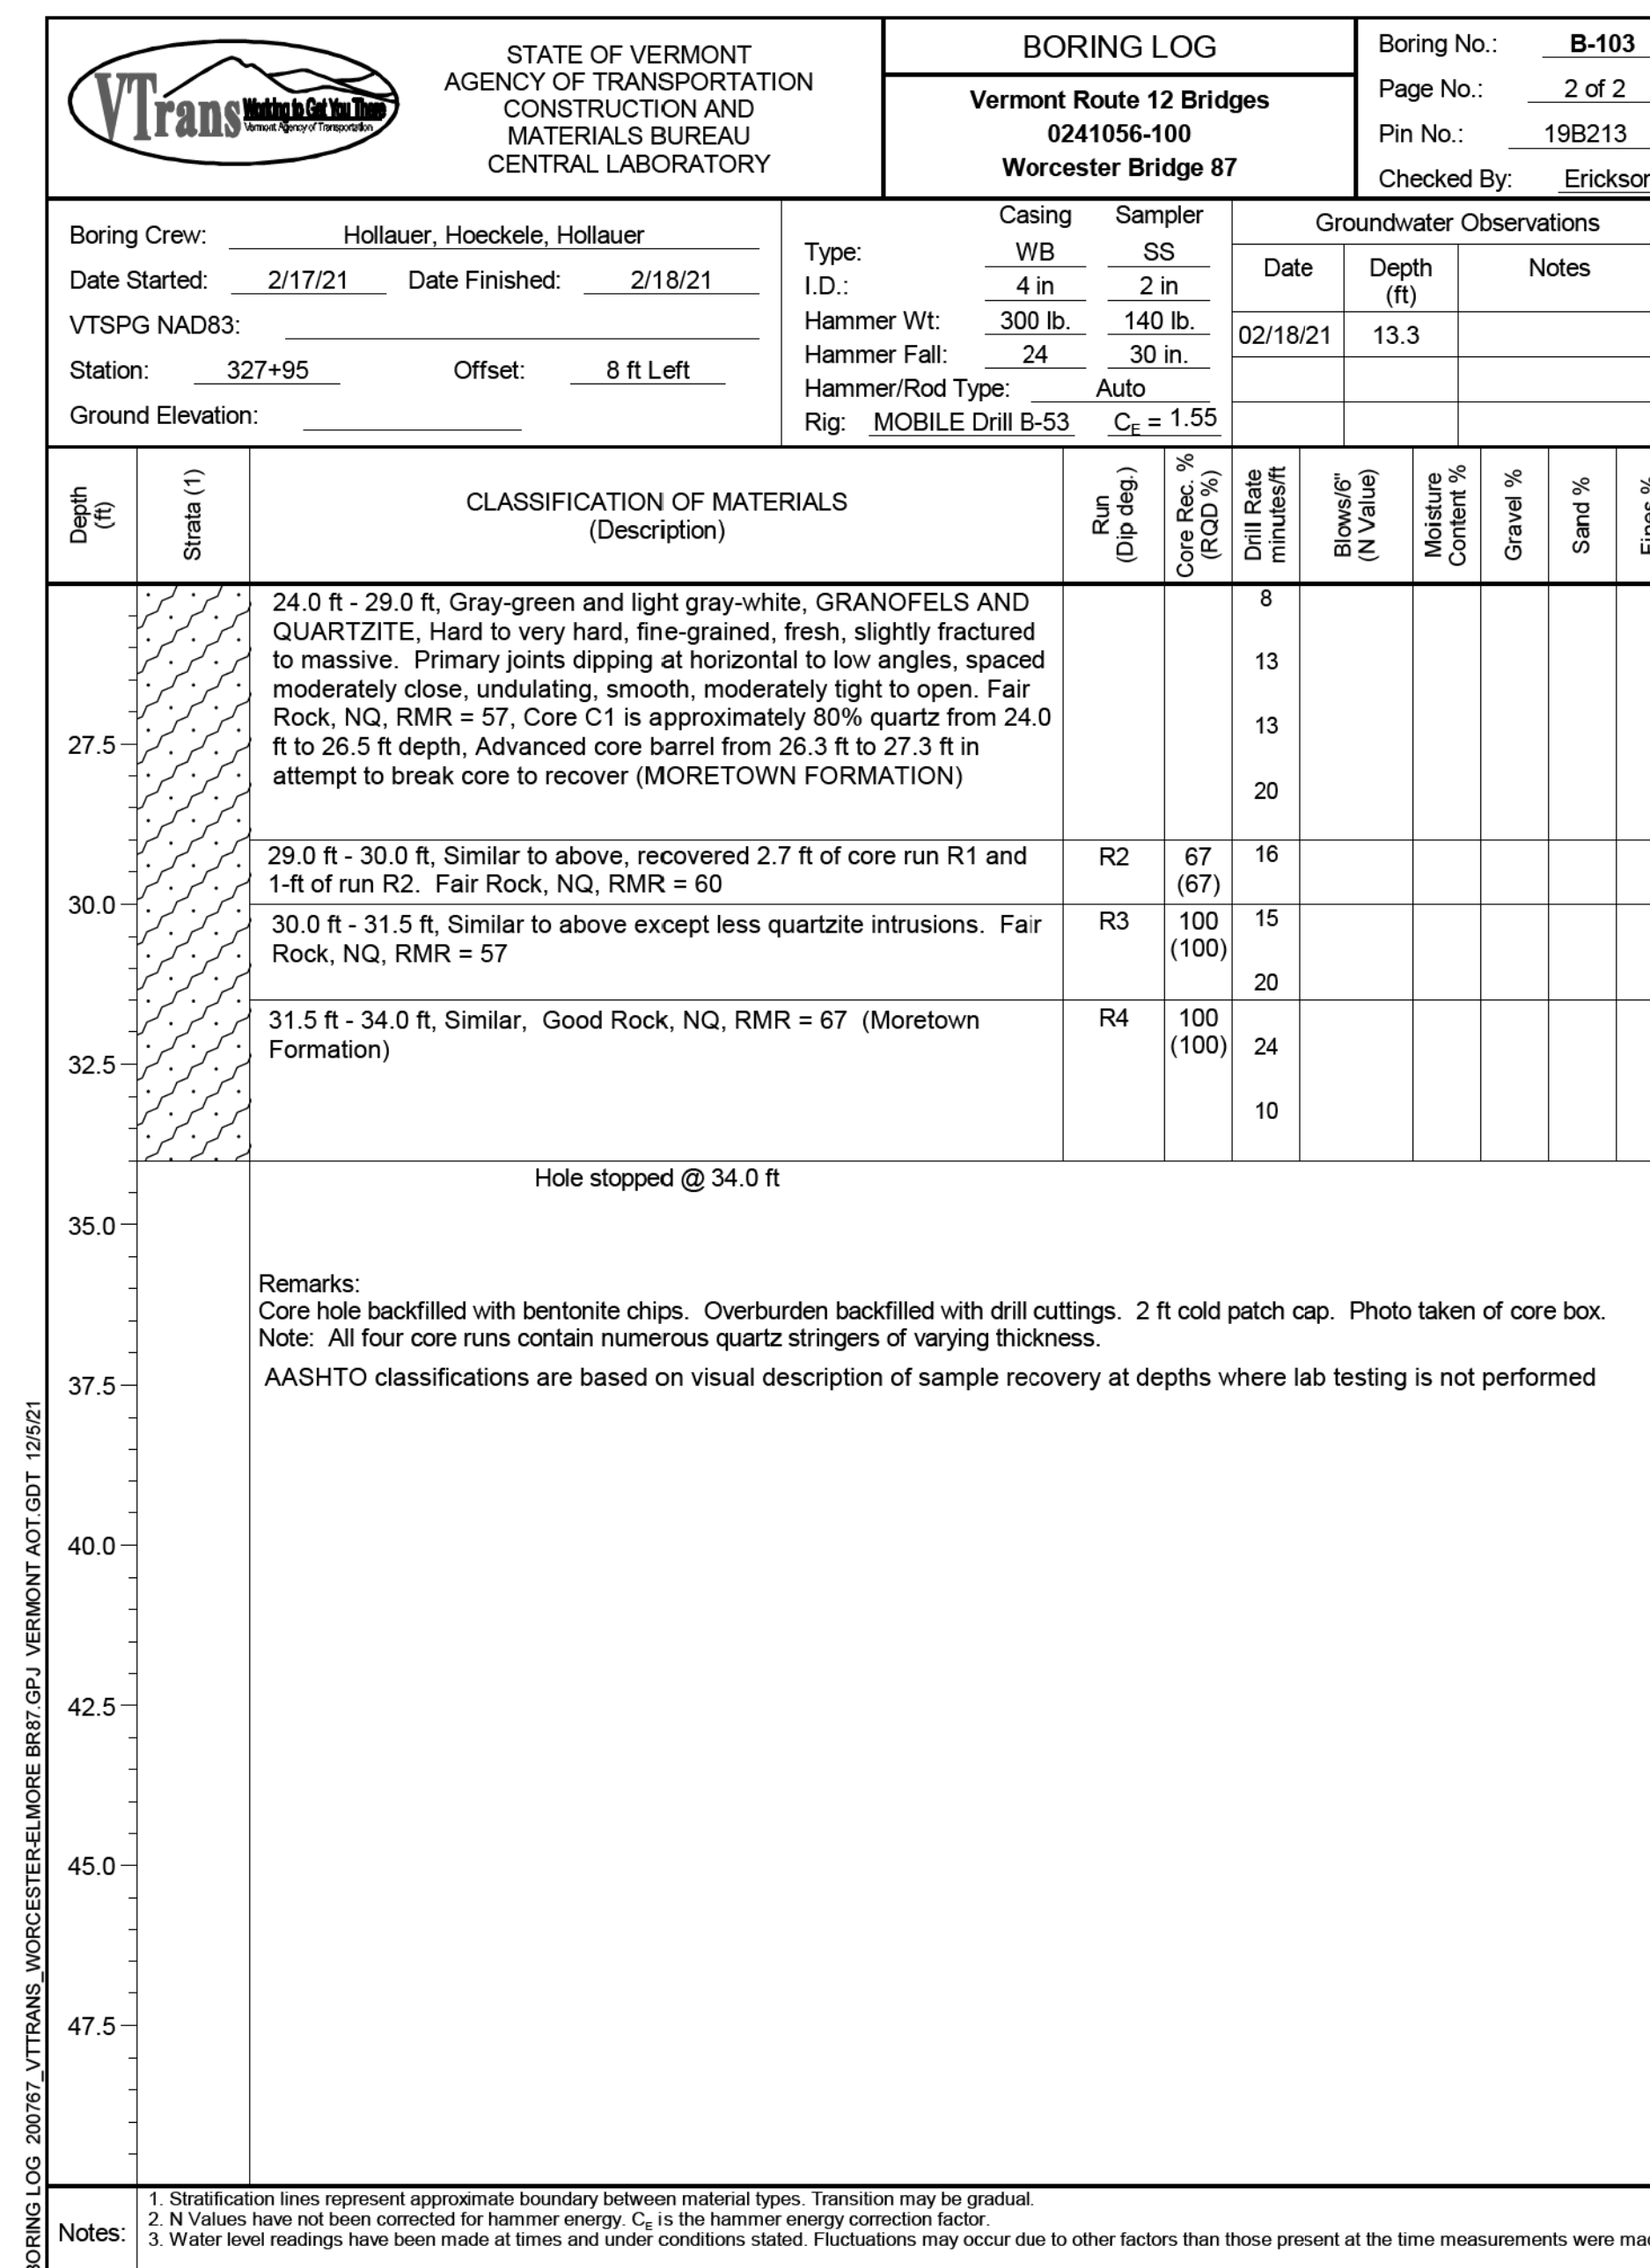 VTrans Working to Get You There
Vermont Agency of Transportation
STATE OF VERMONT
AGENCY OF TRANSPORTATION
CONSTRUCTION AND
MATERIALS BUREAU
CENTRAL LABORATORY
BORING LOG
Vermont Route 12 Bridges
0241056-100
Worcester Bridge 87
Boring No.: B-103
Page No.: 2 of 2
Pin No.: 19B213
Checked By: Erickson
Boring Crew: Hollauer, Hoeckele, Hollauer
Date Started: 2/17/21 Date Finished: 2/18/21
VTSPG NAD83:
Station: 327+95 Offset: 8 ft Left
Ground Elevation:
Casing Sampler
Type: WB SS
I.D.: 4 in 2 in
Hammer Wt: 300 lb. 140 lb.
Hammer Fall: 24 30 in.
Hammer/Rod Type: Auto
Rig: MOBILE Drill B-53 CE = 1.55
Groundwater Observations
Date Depth (ft) Notes
02/18/21 13.3
Depth (ft)
Strata (1)
CLASSIFICATION OF MATERIALS
(Description)
Run (Dip deg.)
Core Rec. % (RQD %)
Drill Rate minutes/ft
Blows/6" (N Value)
Moisture Content %
Gravel %
Sand %
Fines %
24.0 ft - 29.0 ft, Gray-green and light gray-white, GRANOFELS AND 8
QUARTZITE, Hard to very hard, fine-grained, fresh, slightly fractured
to massive. Primary joints dipping at horizontal to low angles, spaced 13
moderately close, undulating, smooth, moderately tight to open. Fair
Rock, NQ, RMR = 57, Core C1 is approximately 80% quartz from 24.0 13
27.5 ft to 26.5 ft depth, Advanced core barrel from 26.3 ft to 27.3 ft in
attempt to break core to recover (MORETOWN FORMATION)
20
29.0 ft - 30.0 ft, Similar to above, recovered 2.7 ft of core run R1 and R2 67 16
1-ft of run R2. Fair Rock, NQ, RMR = 60 (67)
30.0
30.0 ft - 31.5 ft, Similar to above except less quartzite intrusions. Fair R3 100 15
Rock, NQ, RMR = 57 (100)
20
31.5 ft - 34.0 ft, Similar, Good Rock, NQ, RMR = 67 (Moretown R4 100
Formation) (100) 24
32.5
10
Hole stopped @ 34.0 ft
35.0
Remarks:
Core hole backfilled with bentonite chips. Overburden backfilled with drill cuttings. 2 ft cold patch cap. Photo taken of core box.
Note: All four core runs contain numerous quartz stringers of varying thickness.
AASHTO classifications are based on visual description of sample recovery at depths where lab testing is not performed
37.5
40.0
42.5
45.0
47.5
BORING LOG 200767_VTTRANS_WORCESTER-ELMORE BR87.GPJ VERMONT AOT.GDT 12/5/21
Notes:
1. Stratification lines represent approximate boundary between material types. Transition may be gradual.
2. N Values have not been corrected for hammer energy. CE is the hammer energy correction factor.
3. Water level readings have been made at times and under conditions stated. Fluctuations may occur due to other factors than those present at the time measurements were